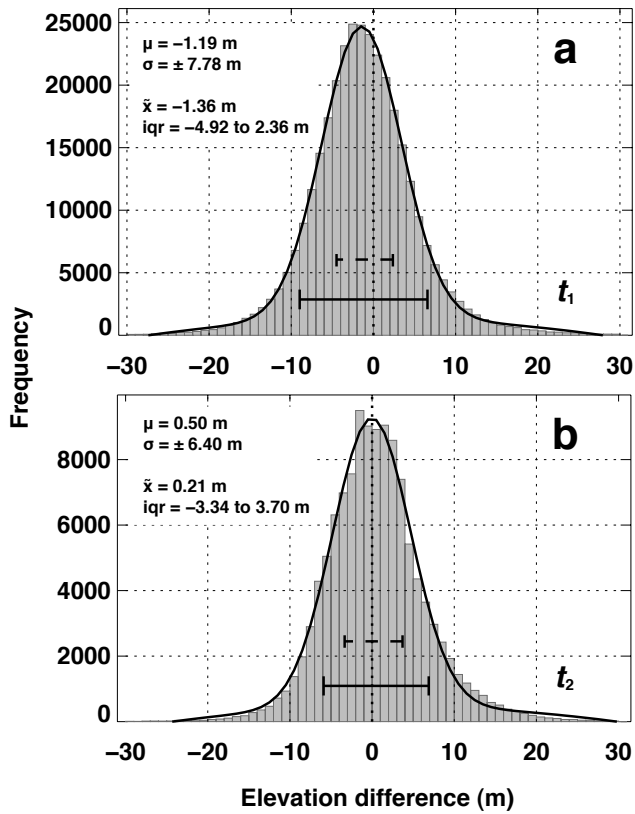 25000
20000
15000
10000
5000
0
μ = −1.19 m
σ = ± 7.78 m
x̃ = −1.36 m
iqr = −4.92 to 2.36 m
a
t₁
−30 −20 −10 0 10 20 30
Frequency
8000
6000
4000
2000
0
μ = 0.50 m
σ = ± 6.40 m
x̃ = 0.21 m
iqr = −3.34 to 3.70 m
b
t₂
−30 −20 −10 0 10 20 30
Elevation difference (m)